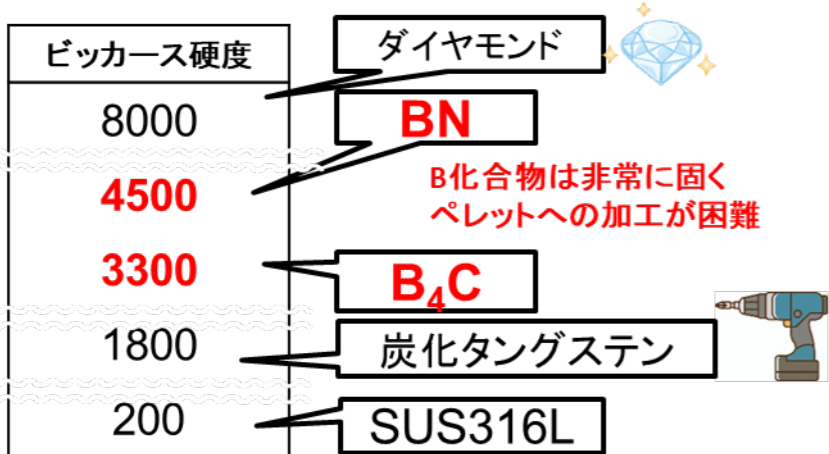 ビッカース硬度
ダイヤモンド
8000
BN
4500
B化合物は非常に固く
ペレットへの加工が困難
3300
B₄C
1800
炭化タングステン
200
SUS316L